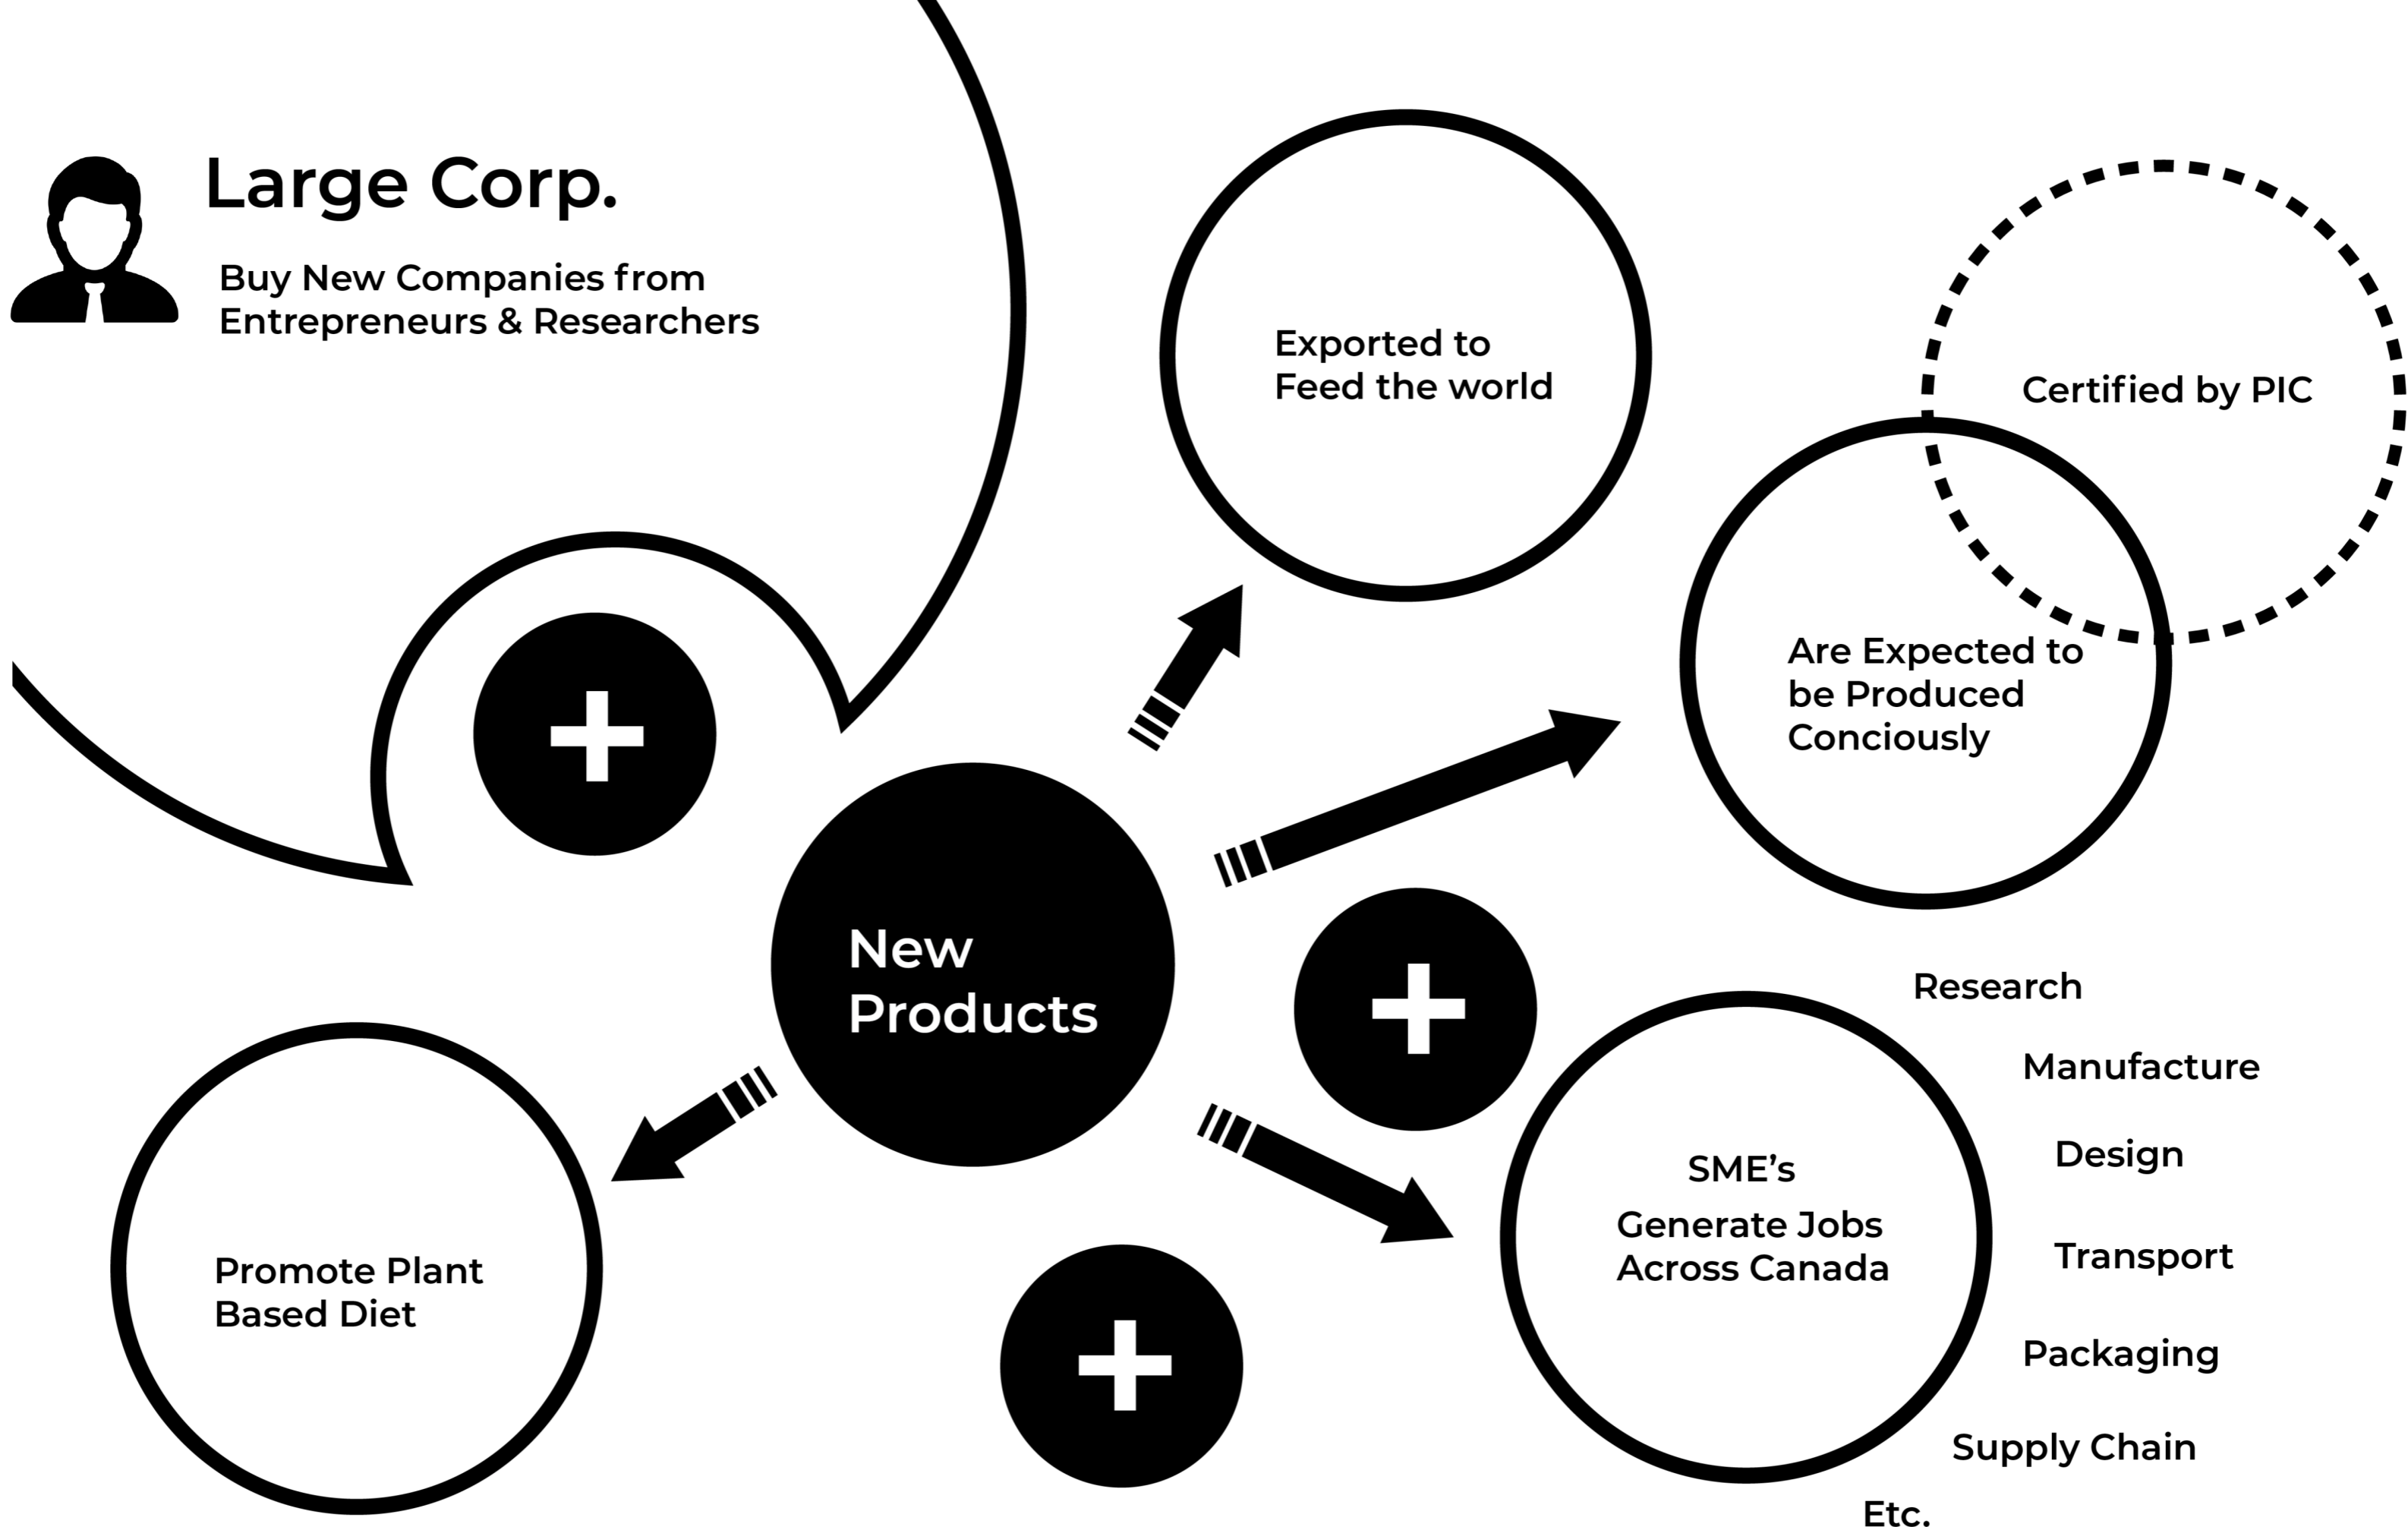 Large Corp.
Buy New Companies from
Entrepreneurs & Researchers
Exported to
Feed the world
Certified by PIC
Are Expected to
be Produced
Conciously
New
Products
Promote Plant
Based Diet
SME’s
Generate Jobs
Across Canada
Research
Manufacture
Design
Transport
Packaging
Supply Chain
Etc.